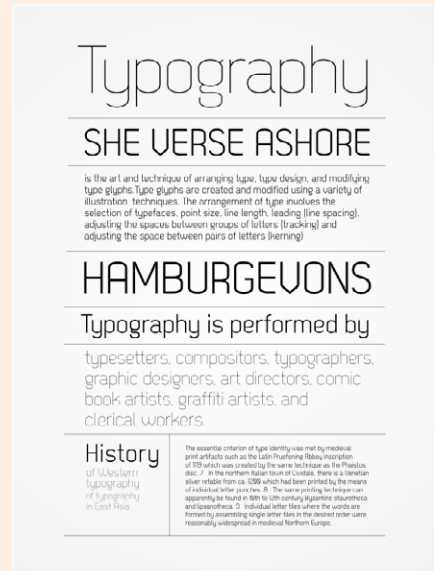 Typography
SHE VERSE ASHORE
is the art and technique of arranging type, type design, and modifying
type glyphs.Type glyphs are created and modified using a variety of
illustration techniques. The arrangement of type involves the
selection of typefaces, point size, line length, leading (line spacing),
adjusting the spaces between groups of letters (tracking) and
adjusting the space between pairs of letters (kerning)
HAMBURGEVONS
Typography is performed by
typesetters, compositors, typographers,
graphic designers, art directors, comic
book artists, graffiti artists, and
clerical workers
History
of Western
typography
of typography
in East Asia
The essential criterion of type identity was met by medieval
print artifacts such as the Latin Pruefening Abbey inscription
of 1119 which was created by the same technique as the Phaistos
disc. 7 In the northern Italian town of Cividale, there is a Venetian
silver retable from ca. 1200 which had been printed by the means
of individual letter punches. 8 The same printing technique can
apparently be found in 10th to 12th century Byzantine staurotheca
and lipsanotheca. 9 Individual letter tiles where the words are
formed by assembling single letter tiles in the desired order were
reasonably widespread in medieval Northern Europe.